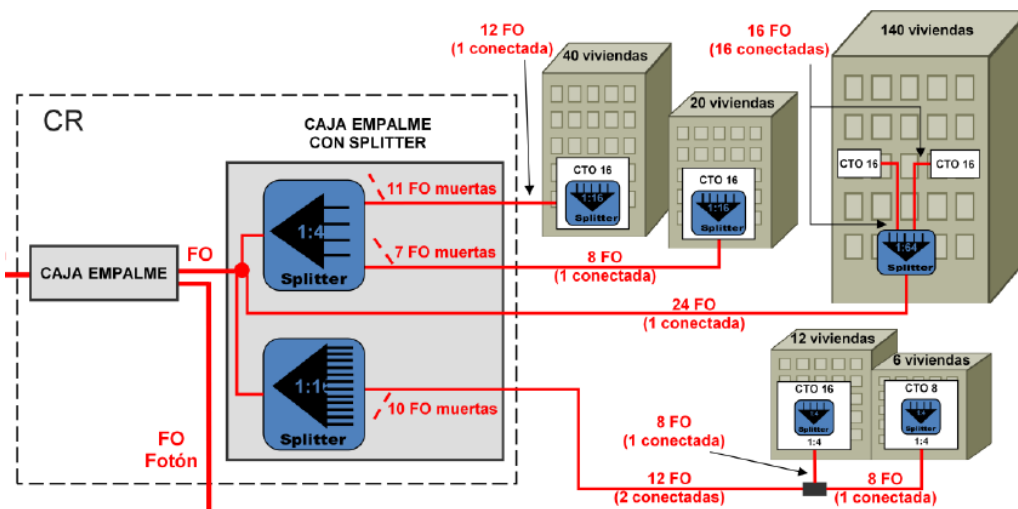 12 FO
(1 conectada)
40 viviendas
20 viviendas
16 FO
(16 conectadas)
140 viviendas
CR
CAJA EMPALME
CON SPLITTER
11 FO muertas
1:4
Splitter
7 FO muertas
CTO 16
1:16
Splitter
CTO 16
1:16
Splitter
CTO 16
CTO 16
1:64
Splitter
CAJA EMPALME
FO
8 FO
(1 conectada)
24 FO
(1 conectada)
1:1
Splitter
10 FO muertas
12 viviendas
6 viviendas
CTO 16
1:4
1:4
CTO 8
1:4
1:4
FO
Fotón
8 FO
(1 conectada)
12 FO
(2 conectadas)
8 FO
(1 conectada)